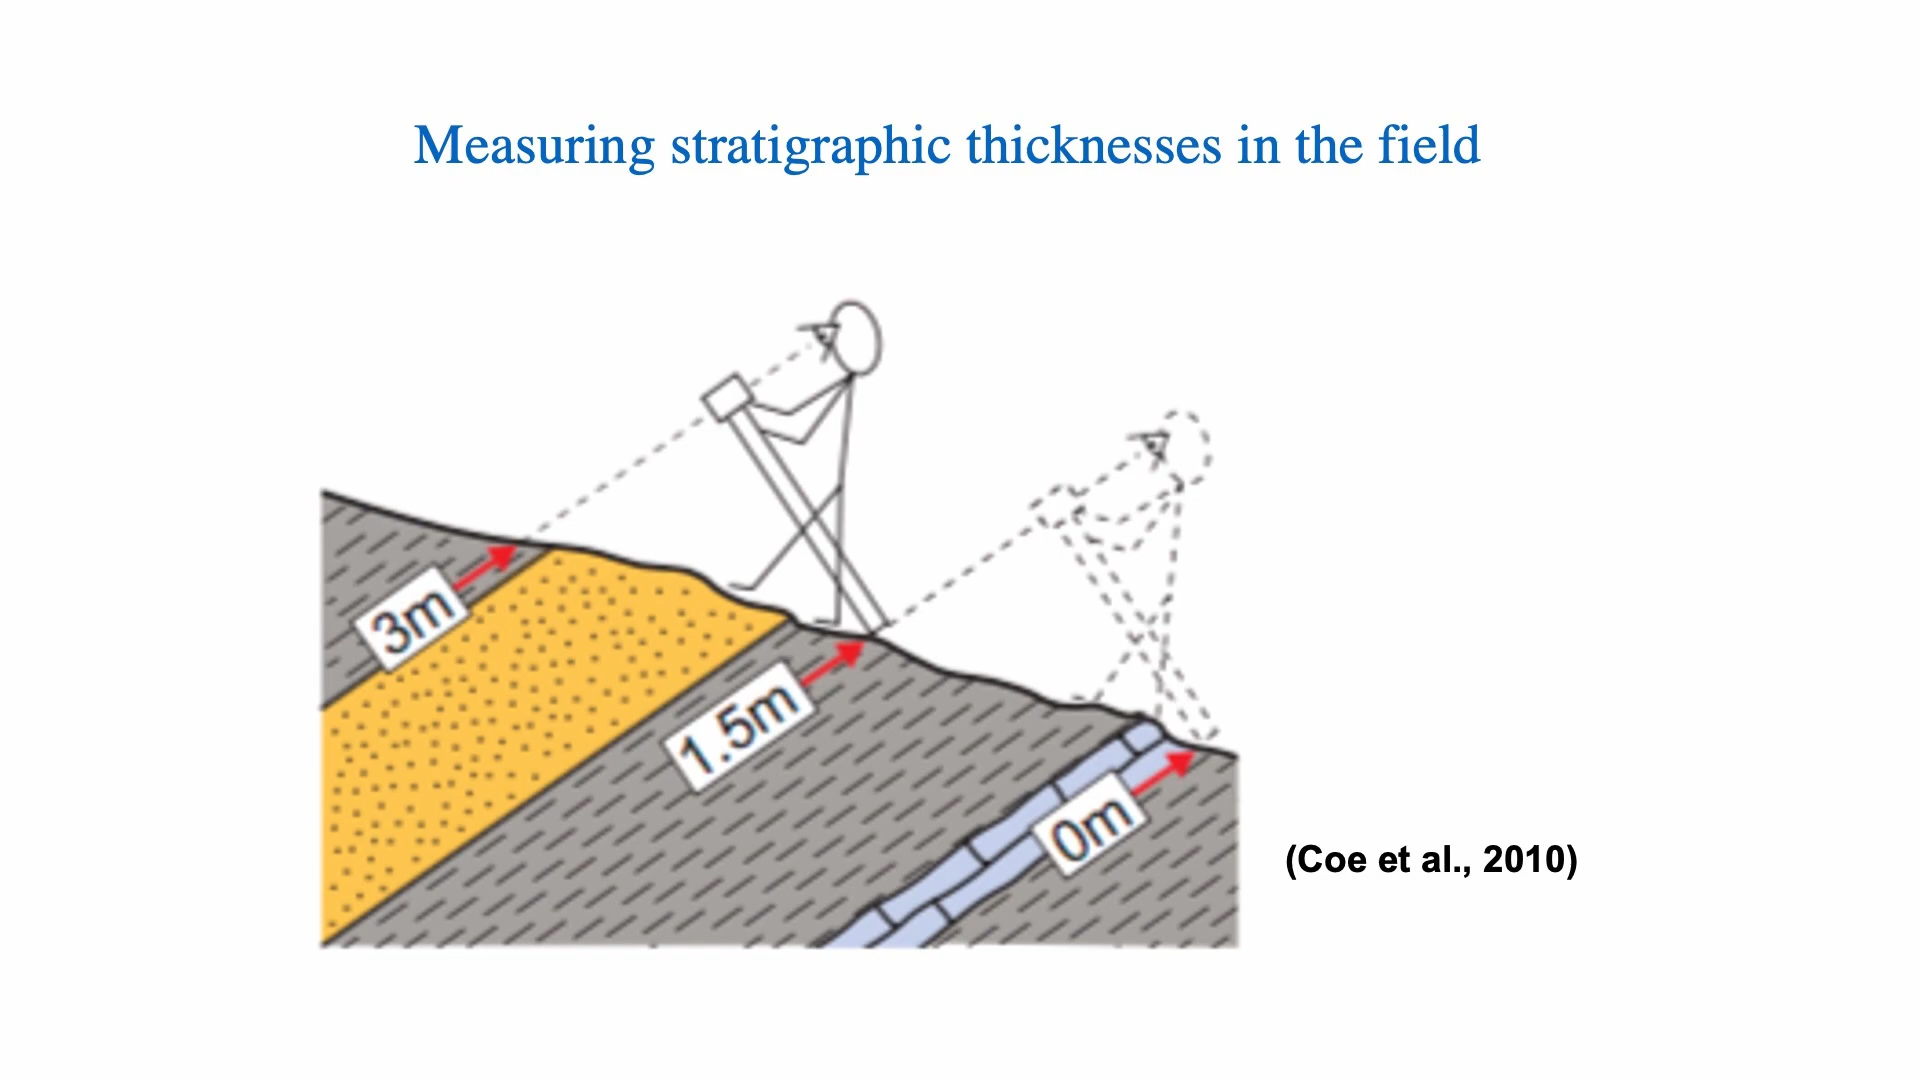 Measuring stratigraphic thicknesses in the field
3m
1.5m
0m
(Coe et al., 2010)